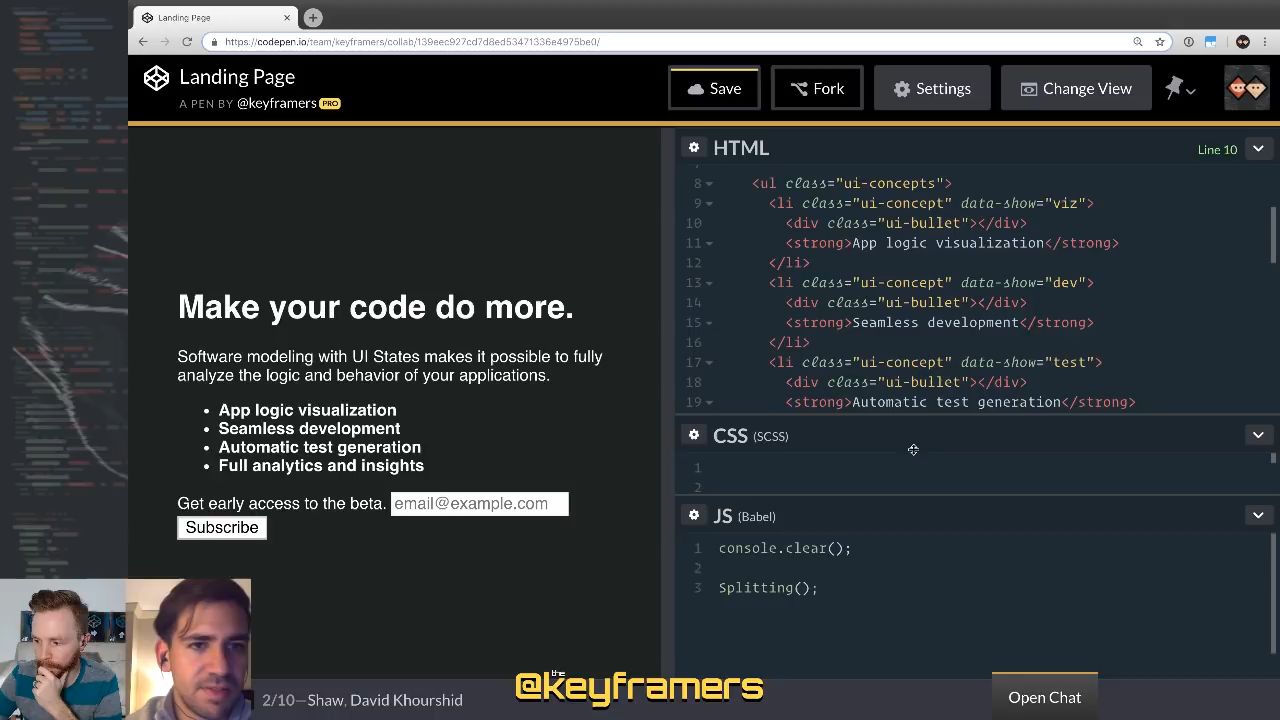 Landing Page
https://codepen.io/team/keyframers/collab/139eec927cd7d8ed53471336e4975be0/
Landing Page
A PEN BY @keyframers PRO
Save
Fork
Settings
Change View
Make your code do more.
Software modeling with UI States makes it possible to fully
analyze the logic and behavior of your applications.
• App logic visualization
• Seamless development
• Automatic test generation
• Full analytics and insights
Get early access to the beta. email@example.com
Subscribe
HTML
Line 10
8 <ul class="ui-concepts">
9 <li class="ui-concept" data-show="viz">
10 <div class="ui-bullet"></div>
11 <strong>App logic visualization</strong>
12 </li>
13 <li class="ui-concept" data-show="dev">
14 <div class="ui-bullet"></div>
15 <strong>Seamless development</strong>
16 </li>
17 <li class="ui-concept" data-show="test">
18 <div class="ui-bullet"></div>
19 <strong>Automatic test generation</strong>
CSS (SCSS)
1
2
JS (Babel)
1 console.clear();
2
3 Splitting();
2/10—Shaw, David Khourshid
the
@keyframers
Open Chat